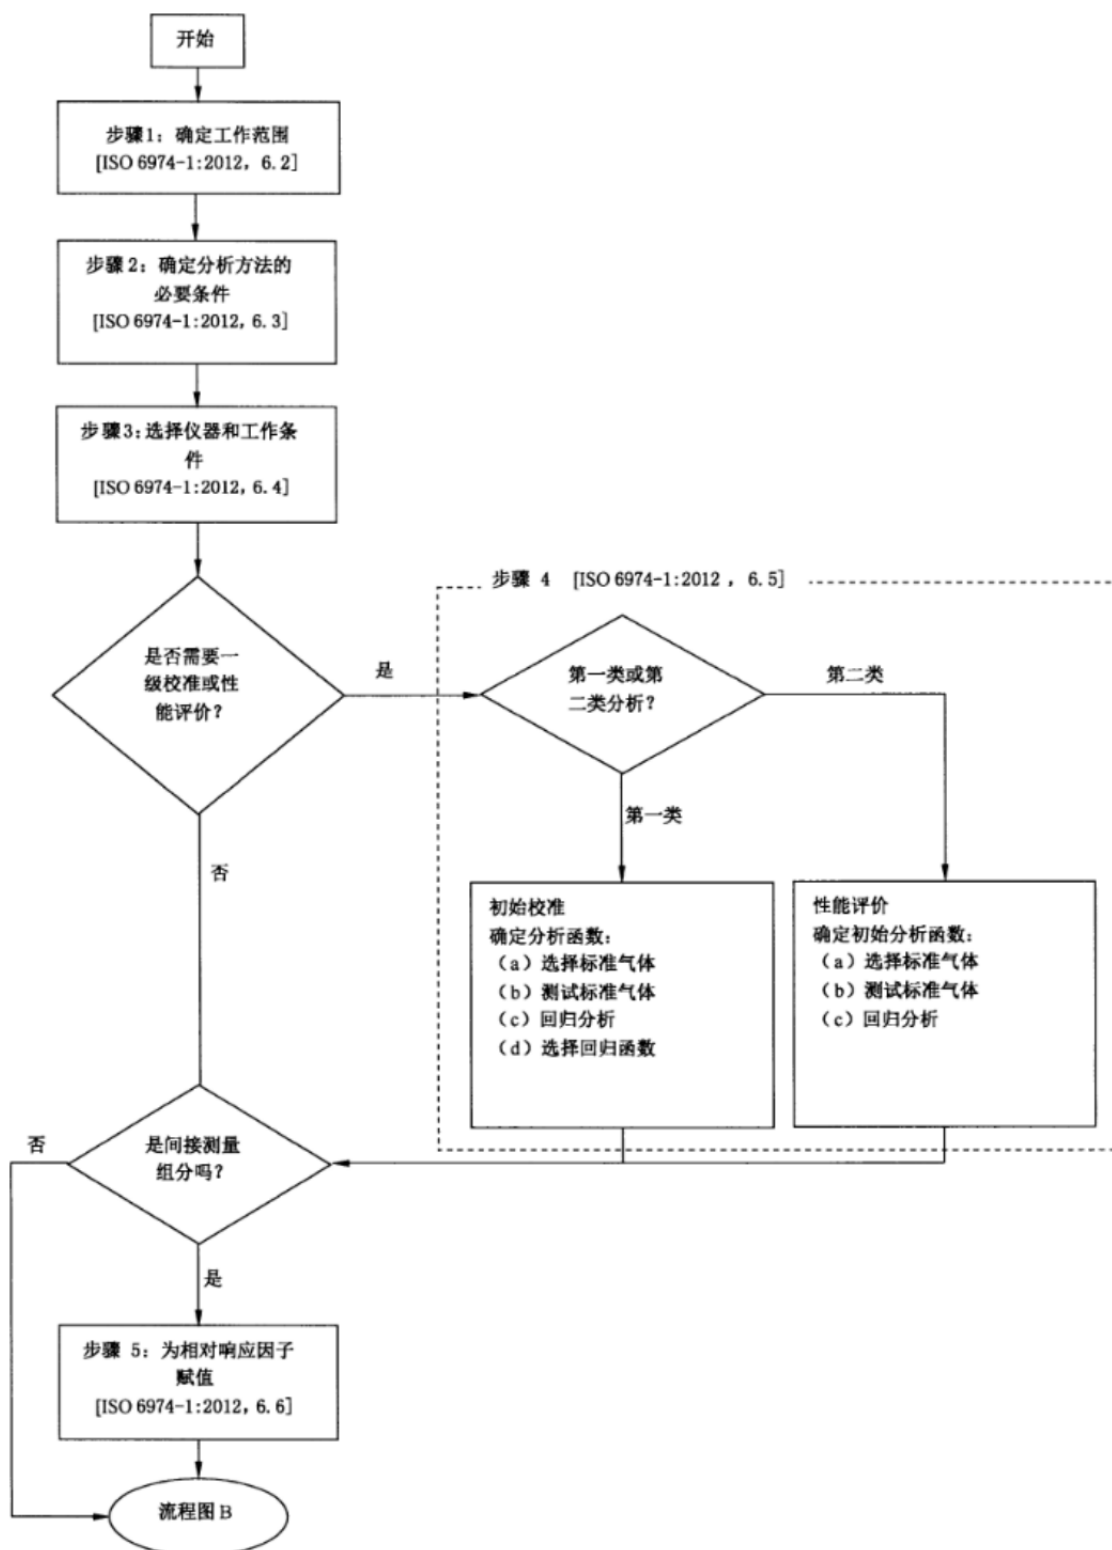 开始
步骤1：确定工作范围
[ISO 6974-1:2012，6.2]
步骤2：确定分析方法的
必要条件
[ISO 6974-1:2012，6.3]
步骤3：选择仪器和工作条
件
[ISO 6974-1:2012，6.4]
步骤 4 [ISO 6974-1:2012 ，6.5]
是否需要一
级校准或性
能评价？
是
第一类或第
二类分析？
第二类
第一类
否
初始校准
确定分析函数：
（a）选择标准气体
（b）测试标准气体
（c）回归分析
（d）选择回归函数
性能评价
确定初始分析函数：
（a）选择标准气体
（b）测试标准气体
（c）回归分析
否
是间接测量
组分吗？
是
步骤 5：为相对响应因子
赋值
[ISO 6974-1:2012，6.6]
流程图 B